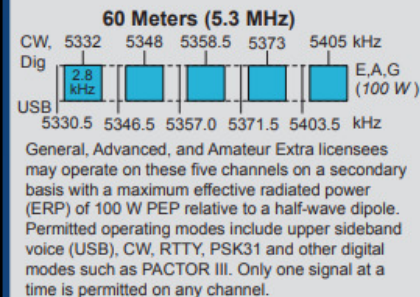 60 Meters (5.3 MHz)
CW, 5332 5348 5358.5 5373 5405 kHz
Dig
2.8
kHz
E,A,G
(100 W)
USB
5330.5 5346.5 5357.0 5371.5 5403.5 kHz
General, Advanced, and Amateur Extra licensees
may operate on these five channels on a secondary
basis with a maximum effective radiated power
(ERP) of 100 W PEP relative to a half-wave dipole.
Permitted operating modes include upper sideband
voice (USB), CW, RTTY, PSK31 and other digital
modes such as PACTOR III. Only one signal at a
time is permitted on any channel.